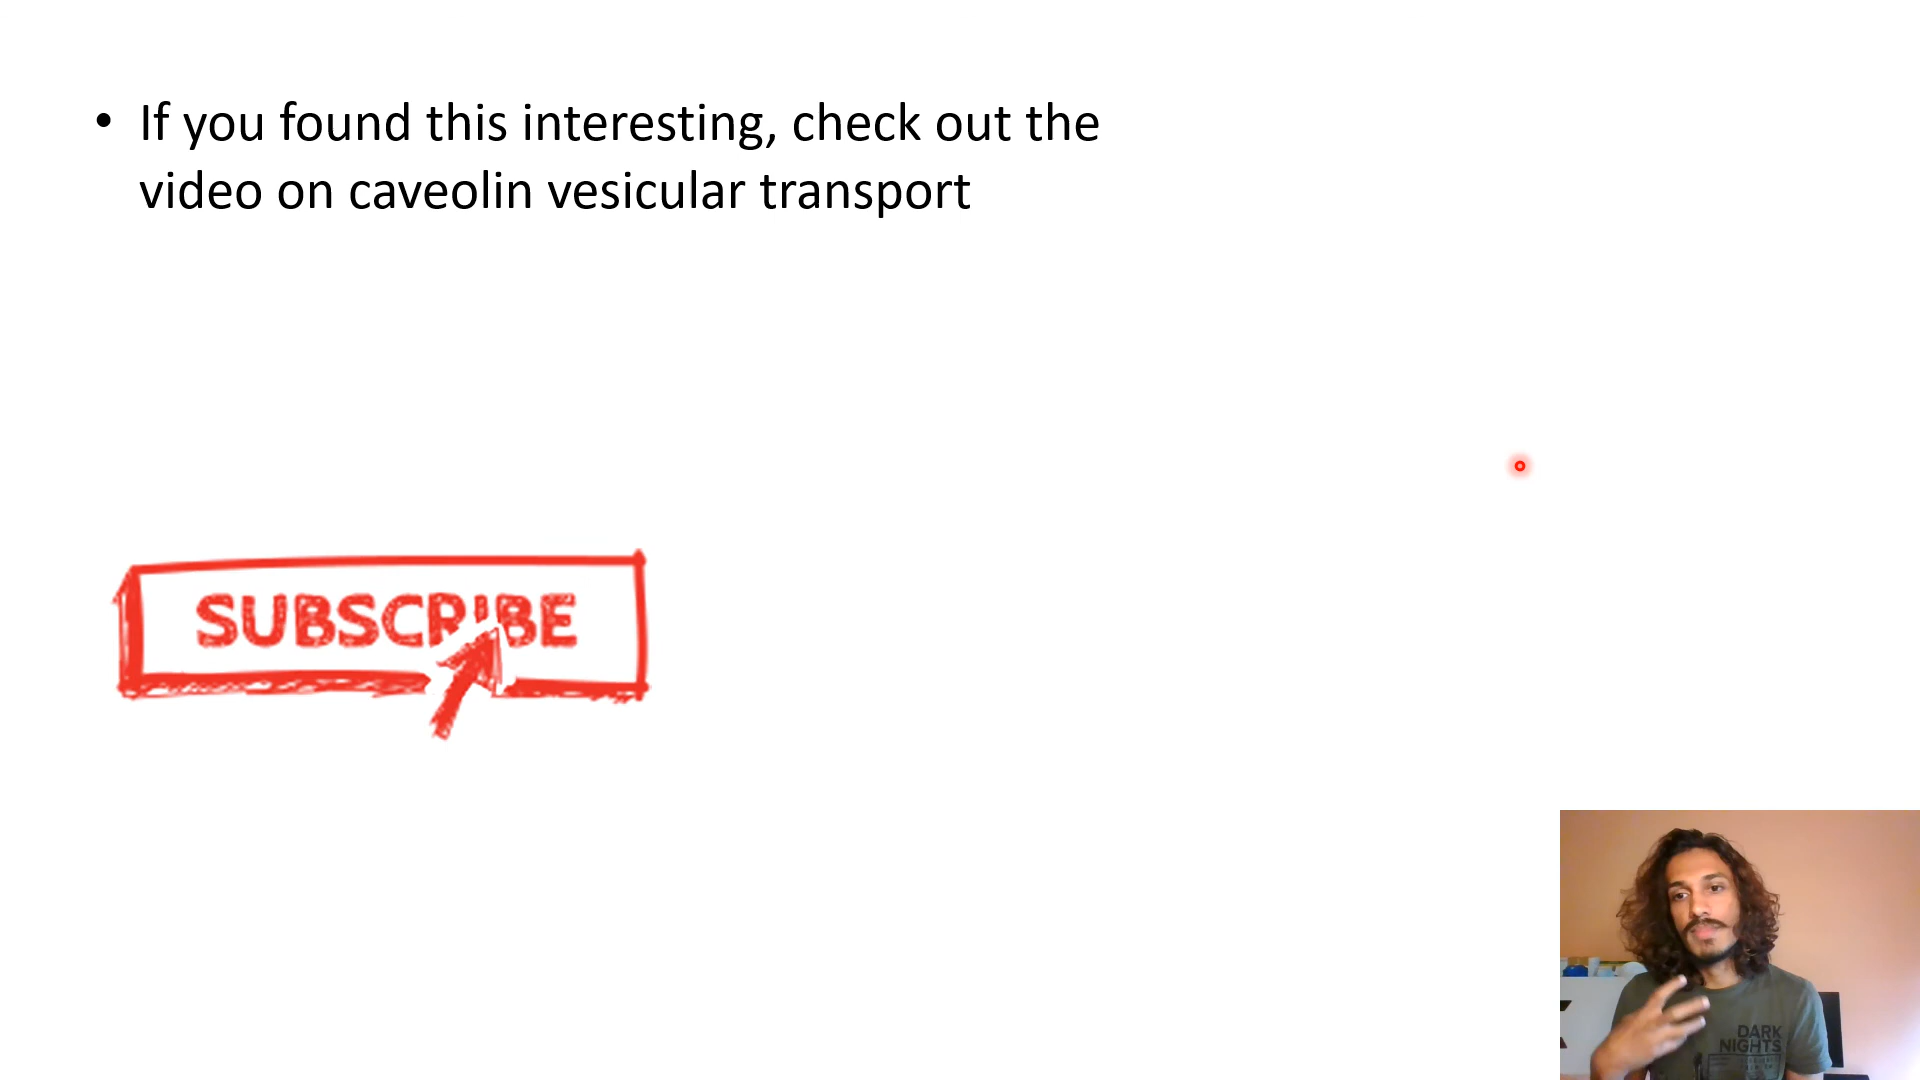 • If you found this interesting, check out the
video on caveolin vesicular transport
SUBSCRIBE
DARK
NIGHTS